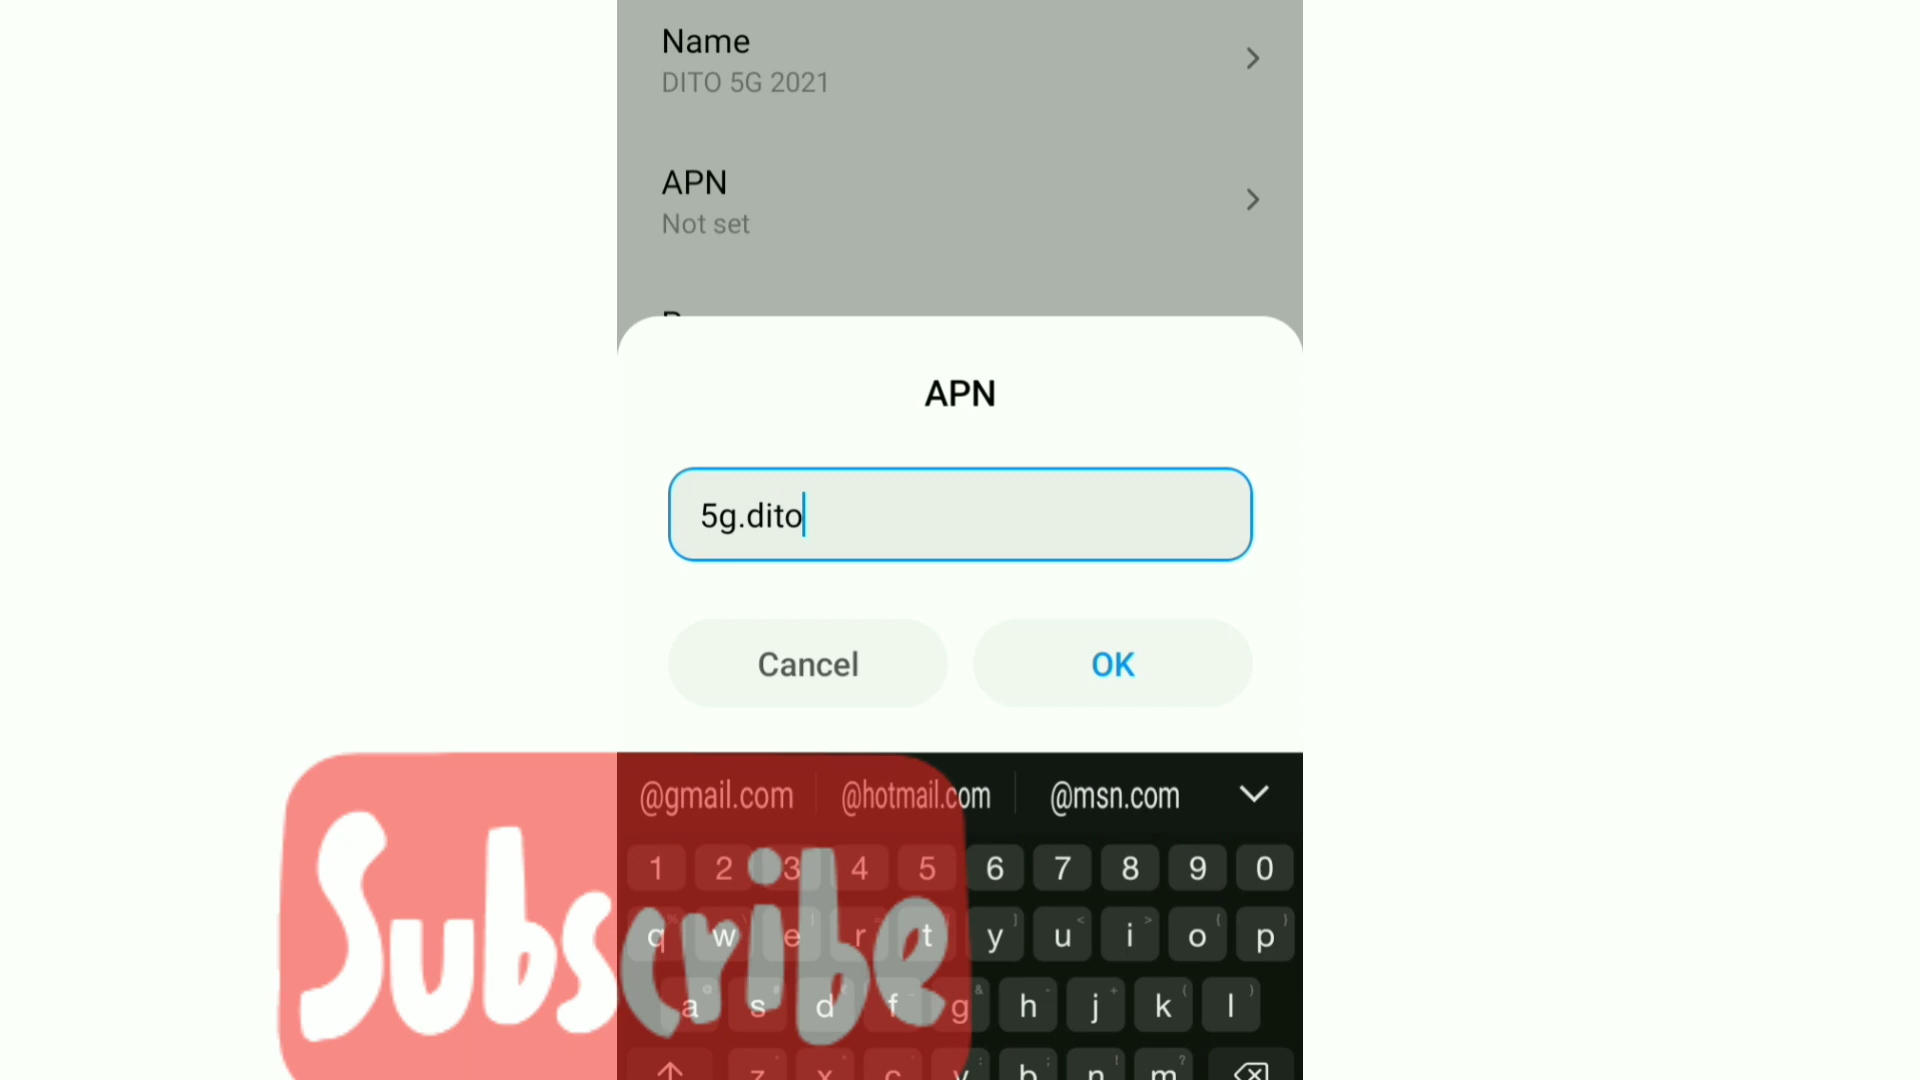 Name
DITO 5G 2021
APN
Not set
APN
5g.dito
Cancel
OK
@gmail.com @hotmail.com @msn.com
1 2 3 4 5 6 7 8 9 0
q w e r t y u i o p
a s d f g h j k l
z x c v b n m
Subscribe